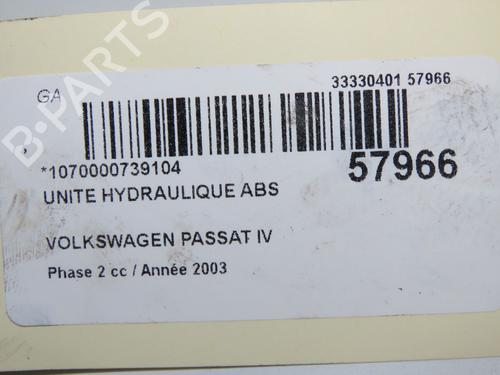 B-PARTS
GA
33330401 57966
*1070000739104
57966
UNITE HYDRAULIQUE ABS
VOLKSWAGEN PASSAT IV
Phase 2 cc / Année 2003